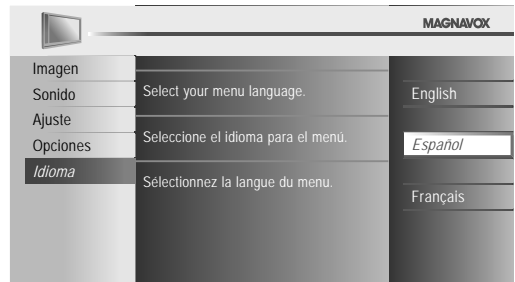 MAGNAVOX
Imagen
Sonido
Ajuste
Opciones
Idioma
Select your menu language.
Seleccione el idioma para el menú.
Sélectionnez la langue du menu.
English
Español
Français